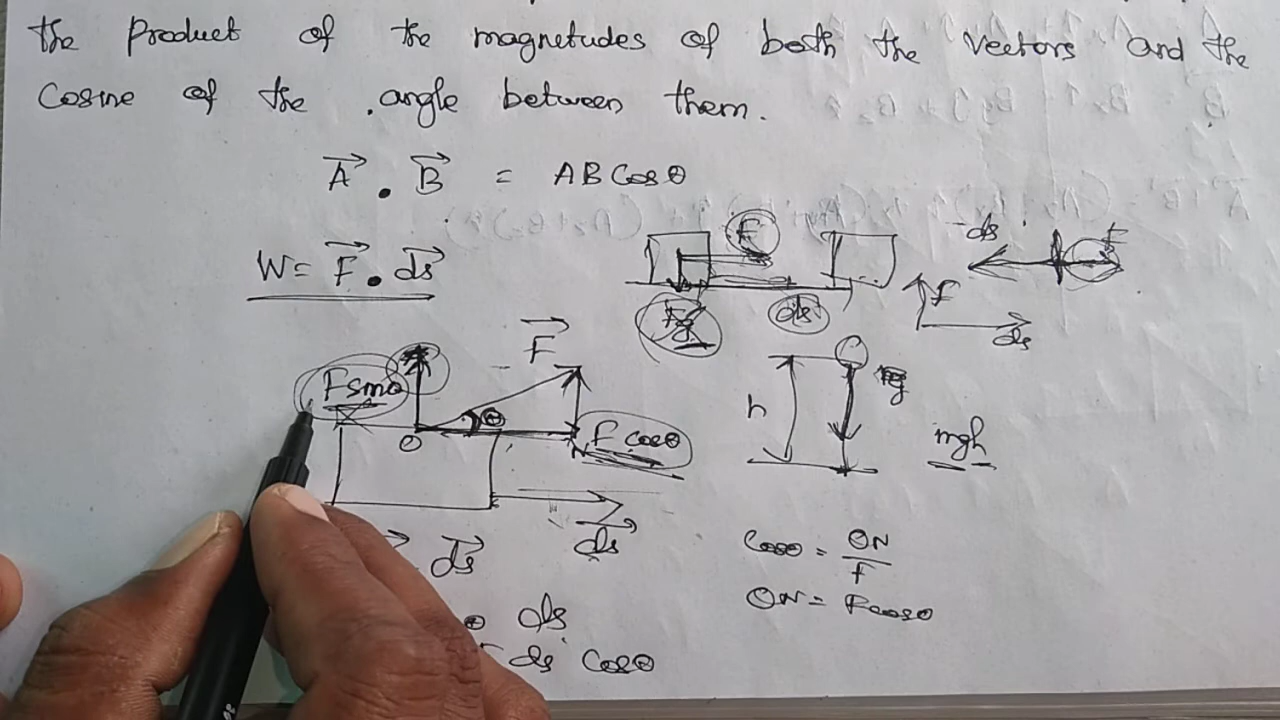 the Product of the magnetudes of both the Vectors and the
Cosine of the angle between them.
A . B = AB Cosθ
W = F . ds
F
Fg
ds
ds
F
F
ds
F
Fsinθ
θ
O
N
F cosθ
ds
h
mg
mgh
ds
θ ds
ds Cosθ
Cosθ = ON/F
ON = Fcosθ